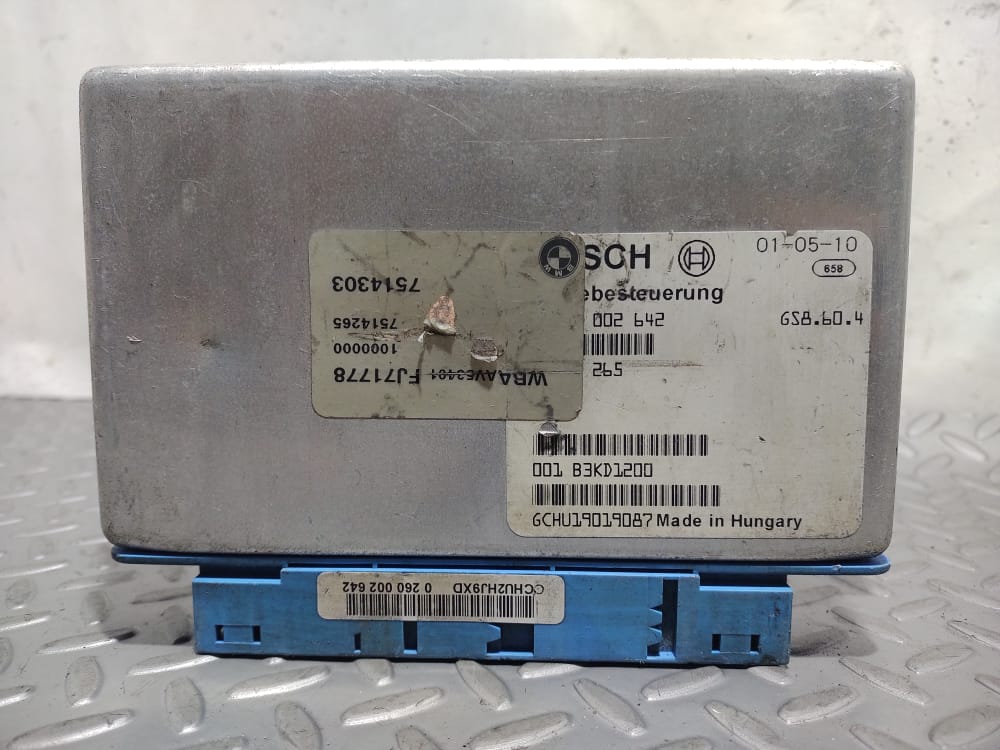 SCH
01-05-10
658
ebesteuerung
002 642
GS8.60.4
265
001 B3KD1200
GCHU19019087 Made in Hungary
BMW
7514303
7514265
1000000
FJ71778
CCHU2HJ9XD 0 260 002 642